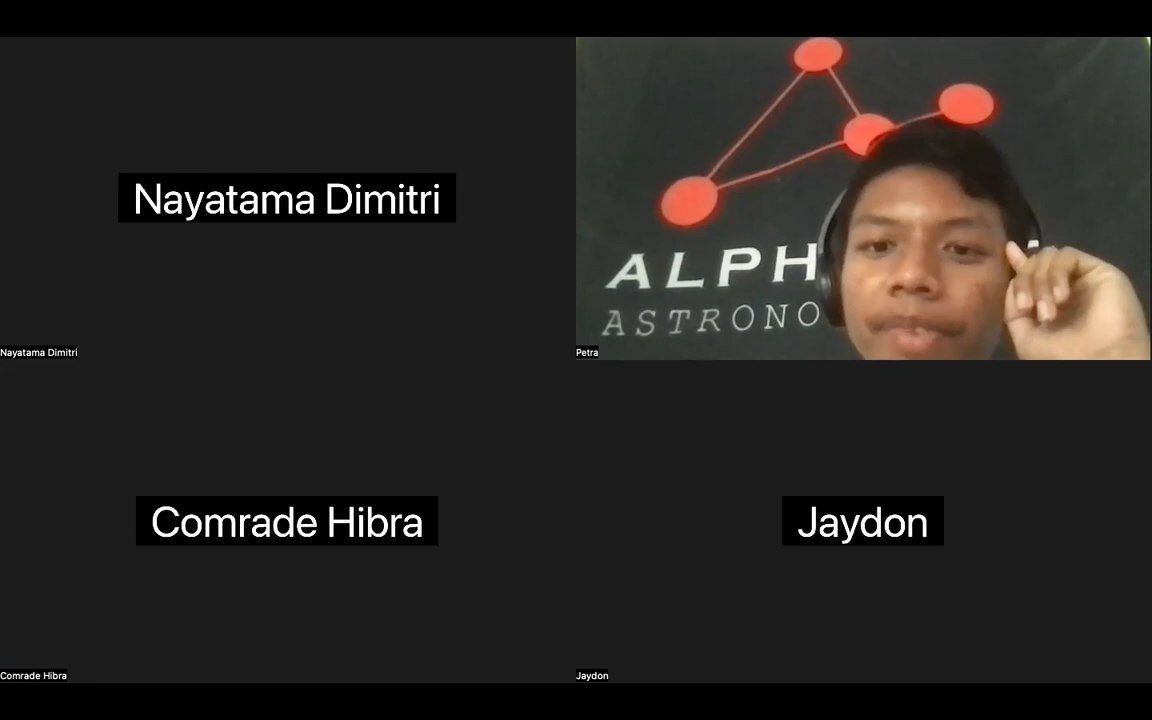 Nayatama Dimitri
Nayatama Dimitri
ALPH
ASTRONO
Petra
Comrade Hibra
Comrade Hibra
Jaydon
Jaydon